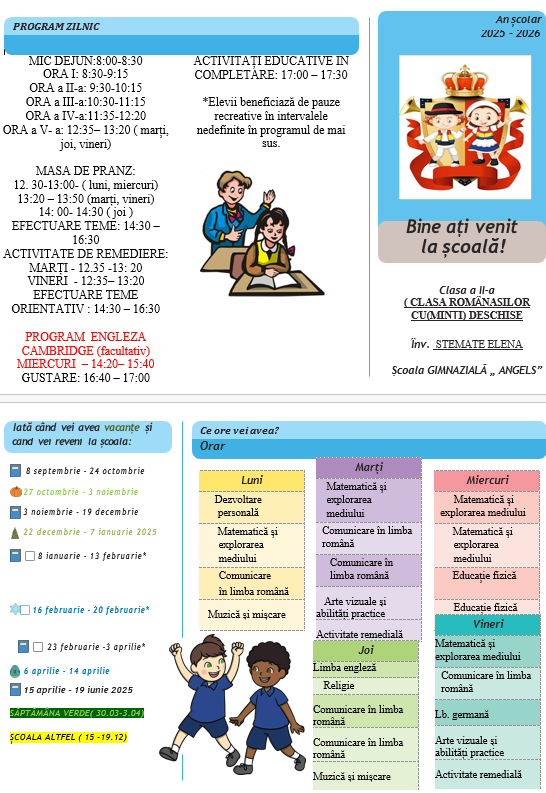 PROGRAM ZILNIC
MIC DEJUN:8:00-8:30
ORA I: 8:30-9:15
ORA a II-a: 9:30-10:15
ORA a III-a:10:30-11:15
ORA a IV-a:11:35-12:20
ORA a V- a: 12:35– 13:20 ( marți,
joi, vineri)
MASA DE PRANZ:
12. 30-13:00- ( luni, miercuri)
13:20 – 13:50 (marți, vineri)
14: 00- 14:30 ( joi )
EFECTUARE TEME: 14:30 –
16:30
ACTIVITATE DE REMEDIERE:
MARȚI - 12.35 -13: 20
VINERI - 12:35– 13:20
EFECTUARE TEME
ORIENTATIV : 14:30 – 16:30
PROGRAM ENGLEZA
CAMBRIDGE (facultativ)
MIERCURI – 14:20– 15:40
GUSTARE: 16:40 – 17:00
ACTIVITĂȚI EDUCATIVE ÎN
COMPLETARE: 17:00 – 17:30
*Elevii beneficiază de pauze
recreative în intervalele
nedefinite în programul de mai
sus.
An școlar
2025 - 2026
Bine ați venit
la școală!
Clasa a II-a
( CLASA ROMÂNAȘILOR
CU(MINȚI) DESCHISE
Înv. STEMATE ELENA
Școala GIMNAZIALĂ „ ANGELS”
Iată când vei avea vacanțe și
cand vei reveni la școala:
8 septembrie - 24 octombrie
27 octombrie - 3 noiembrie
3 noiembrie - 19 decembrie
22 decembrie - 7 ianuarie 2025
8 ianuarie - 13 februarie*
16 februarie - 20 februarie*
23 februarie -3 aprilie*
6 aprilie - 14 aprilie
15 aprilie - 19 iunie 2025
SĂPTĂMÂNA VERDE( 30.03-3.04)
ȘCOALA ALTFEL ( 15 -19.12)
Ce ore vei avea?
Orar
Luni
Dezvoltare
personală
Matematică şi
explorarea
mediului
Comunicare
în limba română
Muzică si mişcare
Marți
Matematică şi
explorarea
mediului
Comunicare în limba
română
Comunicare în
limba română
Arte vizuale şi
abilități practice
Activitate remedială
Miercuri
Matematică şi
explorarea mediului
Matematică şi
explorarea
mediului
Educație fizică
Educație fizică
Joi
Limba engleză
Religie
Comunicare în limba
română
Comunicare în limba
română
Muzică si mişcare
Vineri
Matematică şi
explorarea mediului
Comunicare în limba
română
Lb. germană
Arte vizuale şi
abilități practice
Activitate remedială